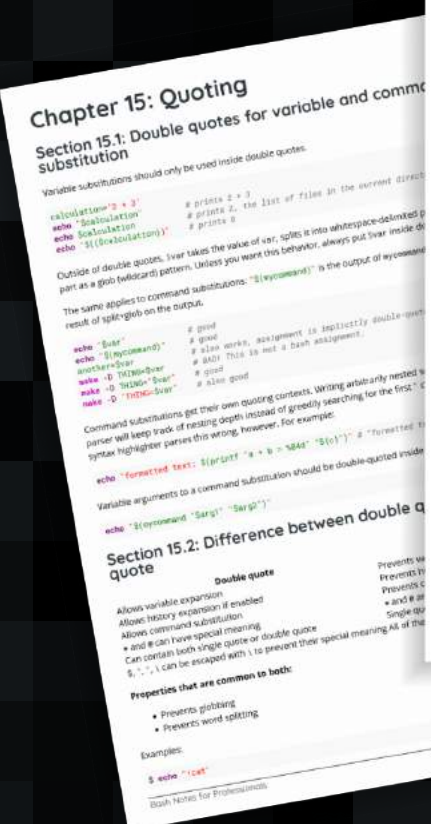 Chapter 15: Quoting
Section 15.1: Double quotes for variable and
substitution
Variable substitutions should only be used inside double quotes.
calculation='2 * 3'
echo "$calculation" # prints 2 * 3
echo $calculation # prints 2, the list of files in the current
echo "$(($calculation))" # prints 6
Outside of double quotes, $var takes the value of var, splits it into whitespace-delimited
part as a glob (wildcard) pattern. Unless you want this behavior, always put $var inside
The same applies to command substitutions: "$(mycommand)" is the output of
result of split+glob on the output.
echo "$var" # good
echo "$(mycommand)" # good
another=$var # also works, assignment is implicitly
make -D THING=$var # BAD! This is not a bash assignment.
make -D THING="$var" # good
make -D "THING=$var" # also good
Command substitutions get their own quoting contexts. Writing arbitrarily nested
parser will keep track of nesting depth instead of greedily searching for the first "
syntax highlighter parses this wrong, however. For example:
echo "formatted text: $(printf "a + b = %04d" "${c}")" # "formatted
Variable arguments to a command substitution should be double-quoted inside
echo "$(mycommand "$arg1" "$arg2")"
Section 15.2: Difference between double
quote
Double quote
Allows variable expansion Prevents
Allows history expansion if enabled Prevents
Allows command substitution Prevents
* and @ can have special meaning * and @
Can contain both single quote or double quote Single
$, `, ", \ can be escaped with \ to prevent their special meaning All of
Properties that are common to both:
• Prevents globbing
• Prevents word splitting
Examples:
$ echo "!cat"
Bash Notes for Professionals